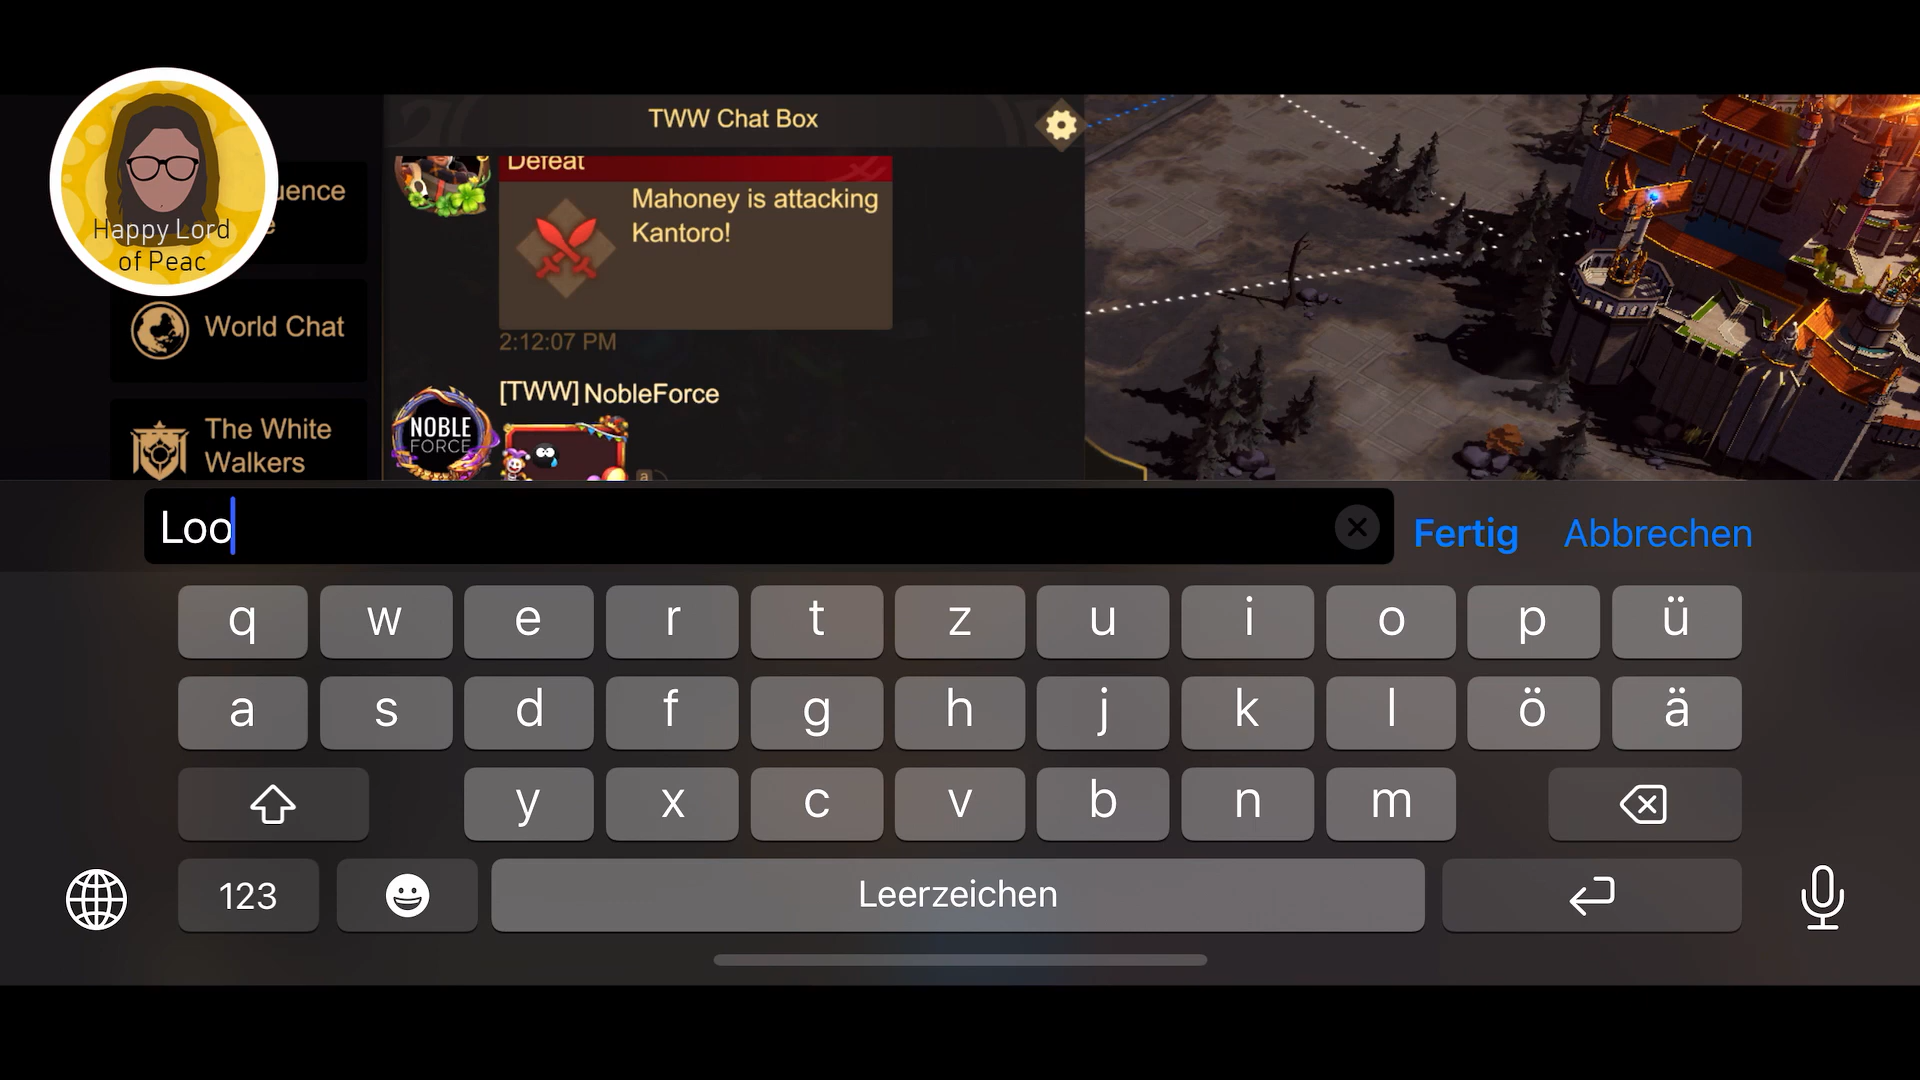 TWW Chat Box
Defeat
Mahoney is attacking
Kantoro!
2:12:07 PM
Happy Lord
of Peac
uence
e
World Chat
The White
Walkers
[TWW] NobleForce
NOBLE
FORCE
a
Loo
Fertig
Abbrechen
q w e r t z u i o p ü
a s d f g h j k l ö ä
y x c v b n m
123
Leerzeichen